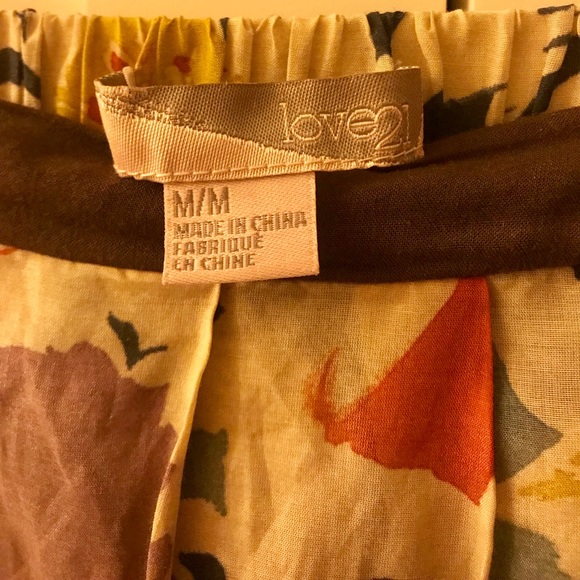 love21
M/M
MADE IN CHINA
FABRIQUÉ
EN CHINE